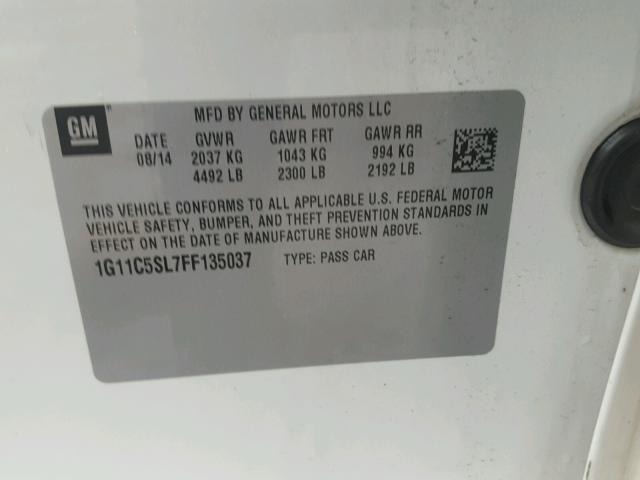 GM
MFD BY GENERAL MOTORS LLC
DATE GVWR GAWR FRT GAWR RR
08/14 2037 KG 1043 KG 994 KG
4492 LB 2300 LB 2192 LB
THIS VEHICLE CONFORMS TO ALL APPLICABLE U.S. FEDERAL MOTOR
VEHICLE SAFETY, BUMPER, AND THEFT PREVENTION STANDARDS IN
EFFECT ON THE DATE OF MANUFACTURE SHOWN ABOVE.
1G11C5SL7FF135037 TYPE: PASS CAR